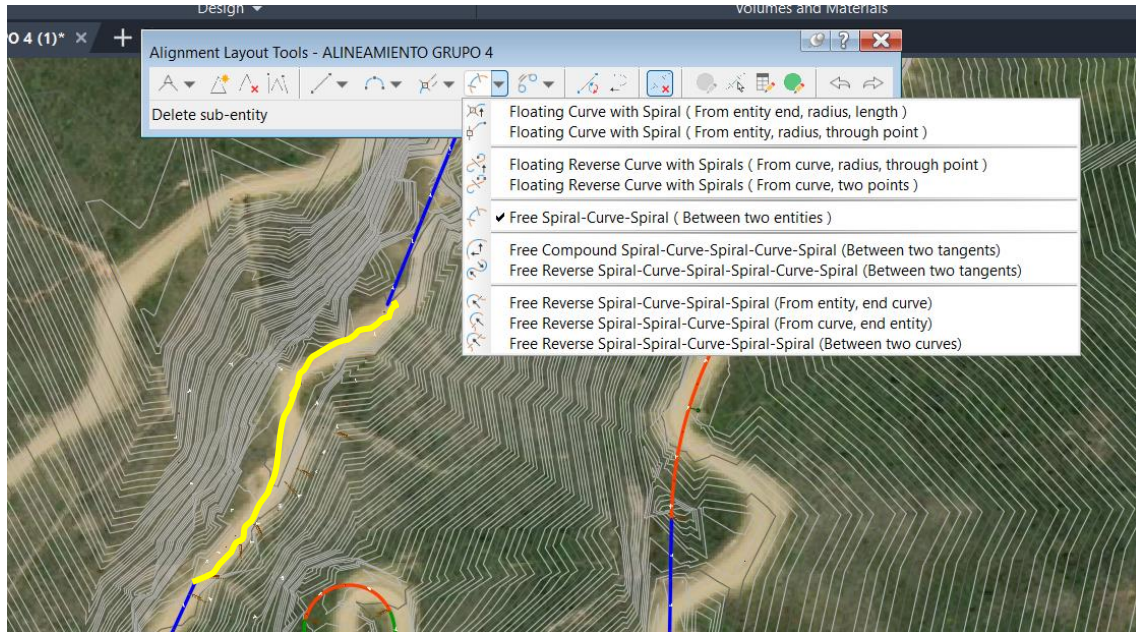 Design
Volumes and Materials
PO 4 (1)*
Alignment Layout Tools - ALINEAMIENTO GRUPO 4
Delete sub-entity
Floating Curve with Spiral ( From entity end, radius, length )
Floating Curve with Spiral ( From entity, radius, through point )
Floating Reverse Curve with Spirals ( From curve, radius, through point )
Floating Reverse Curve with Spirals ( From curve, two points )
Free Spiral-Curve-Spiral ( Between two entities )
Free Compound Spiral-Curve-Spiral-Curve-Spiral (Between two tangents)
Free Reverse Spiral-Curve-Spiral-Spiral-Curve-Spiral (Between two tangents)
Free Reverse Spiral-Curve-Spiral-Spiral (From entity, end curve)
Free Reverse Spiral-Spiral-Curve-Spiral (From curve, end entity)
Free Reverse Spiral-Spiral-Curve-Spiral-Spiral (Between two curves)